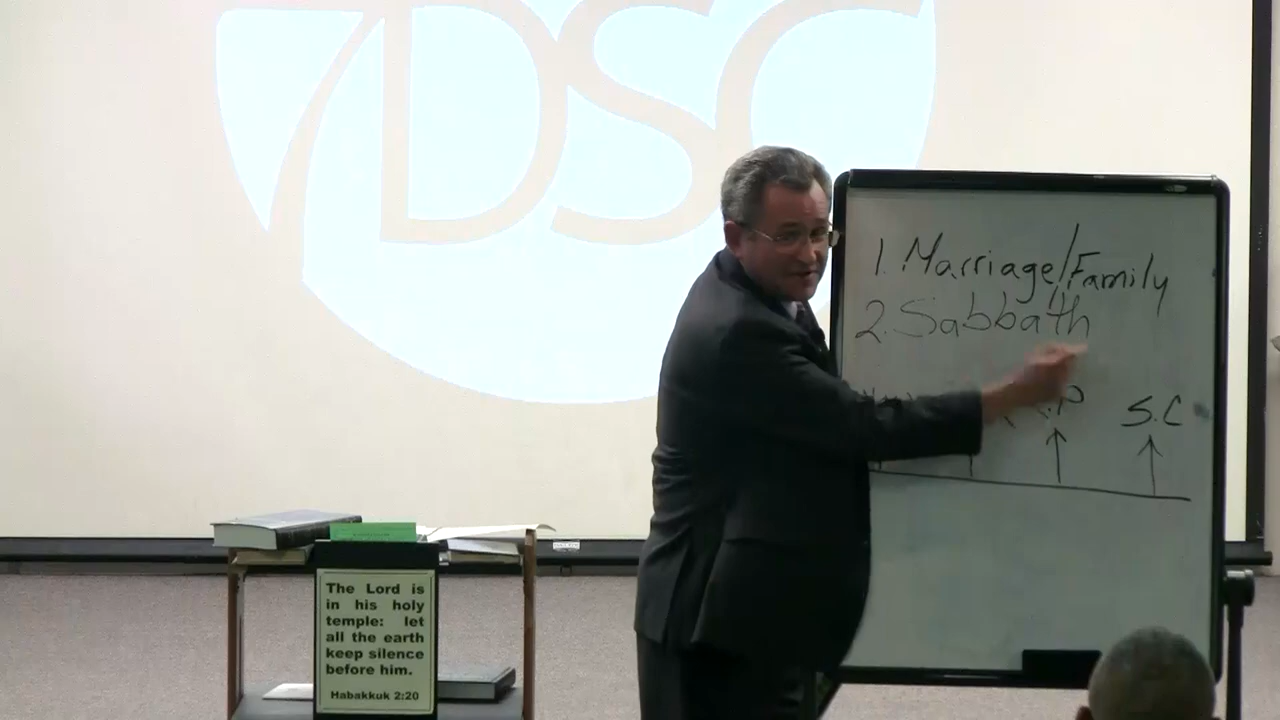 DSC
1. Marriage/Family
2. Sabbath
S.C
The Lord is
in his holy
temple: let
all the earth
keep silence
before him.
Habakkuk 2:20